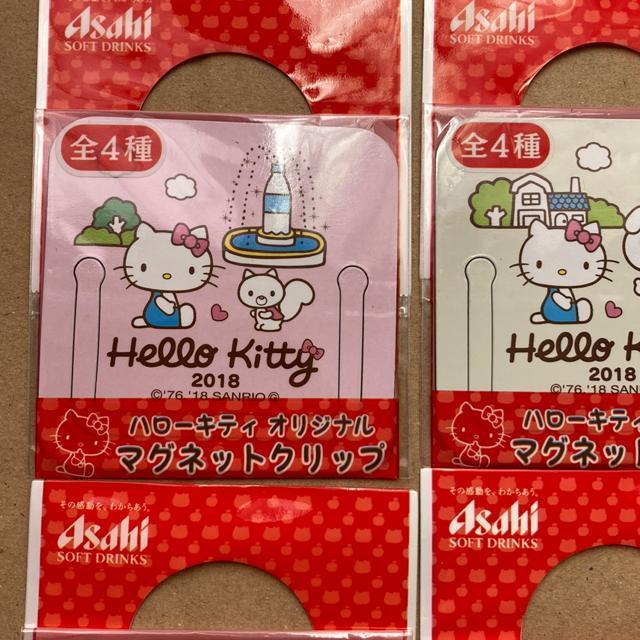 Asahi
SOFT DRINKS
全4種
Hello Kitty
2018
©'76,'18 SANRIO
ハローキティ オリジナル
マグネットクリップ
その感動を、わかちあう。
Asahi
SOFT DRINKS
Asahi
SOFT DRINKS
全4種
Hello K
2018
©'76,'18 SAN
ハローキティ
マグネット
その感動を、わかちあう。
Asahi
SOFT DRINKS